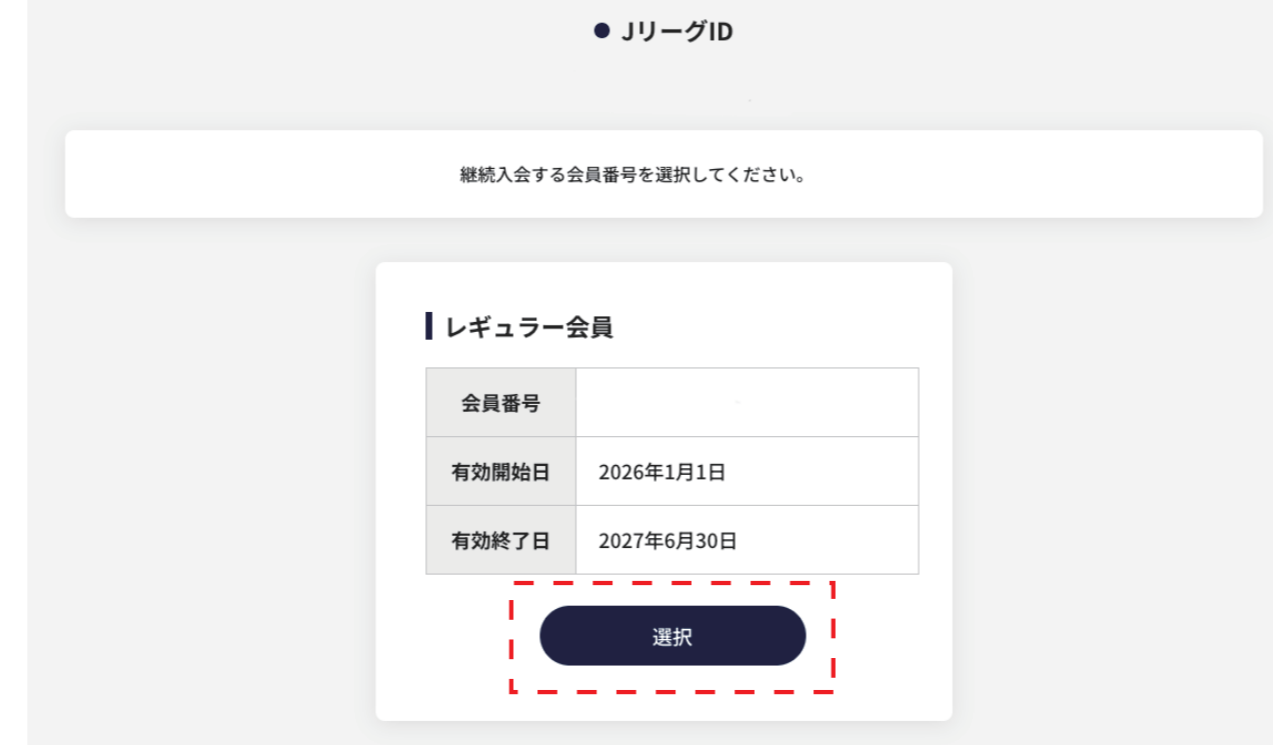 ● JリーグID
継続入会する会員番号を選択してください。
レギュラー会員
会員番号
有効開始日 2026年1月1日
有効終了日 2027年6月30日
選択